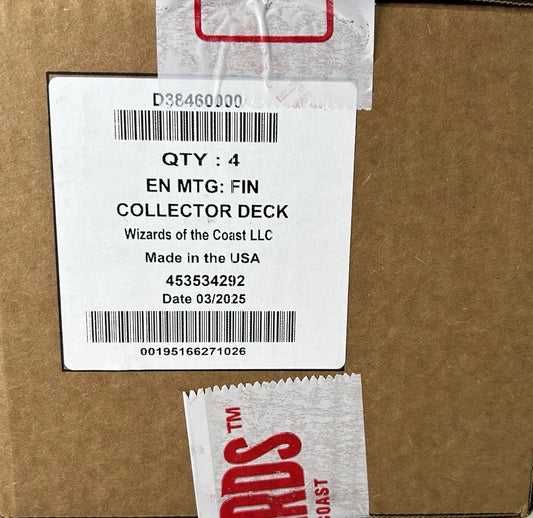 D38460000
QTY : 4
EN MTG: FIN
COLLECTOR DECK
Wizards of the Coast LLC
Made in the USA
453534292
Date 03/2025
00195166271026
RDS™
COAST